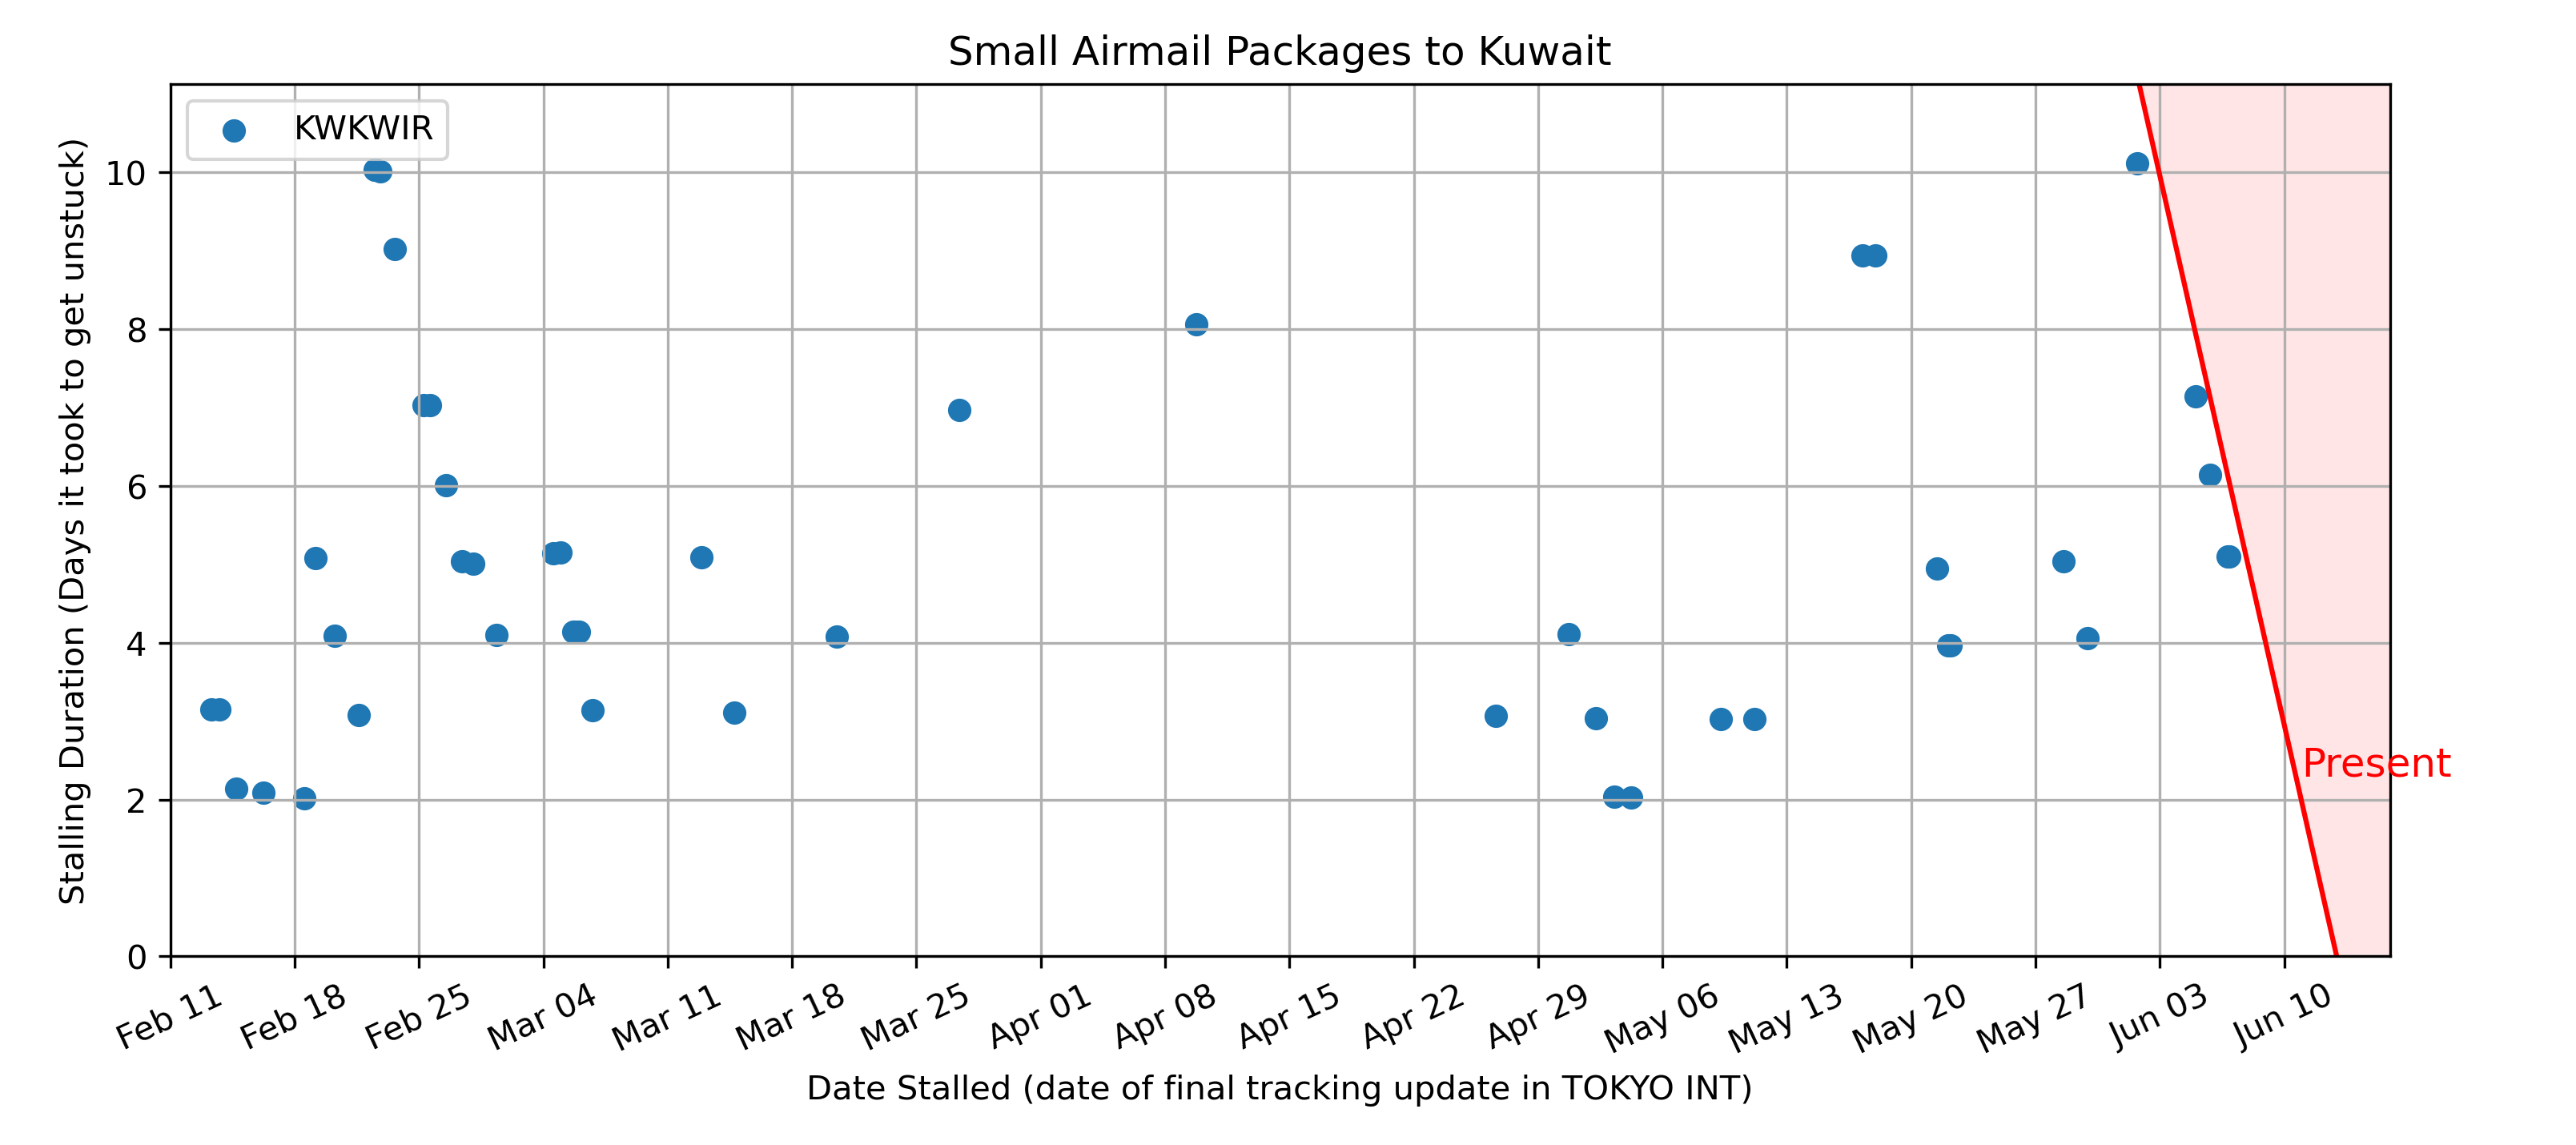 Small Airmail Packages to Kuwait
KWKWIR
Stalling Duration (Days it took to get unstuck)
10
8
6
4
2
0
Present
Feb 11
Feb 18
Feb 25
Mar 04
Mar 11
Mar 18
Mar 25
Apr 01
Apr 08
Apr 15
Apr 22
Apr 29
May 06
May 13
May 20
May 27
Jun 03
Jun 10
Date Stalled (date of final tracking update in TOKYO INT)